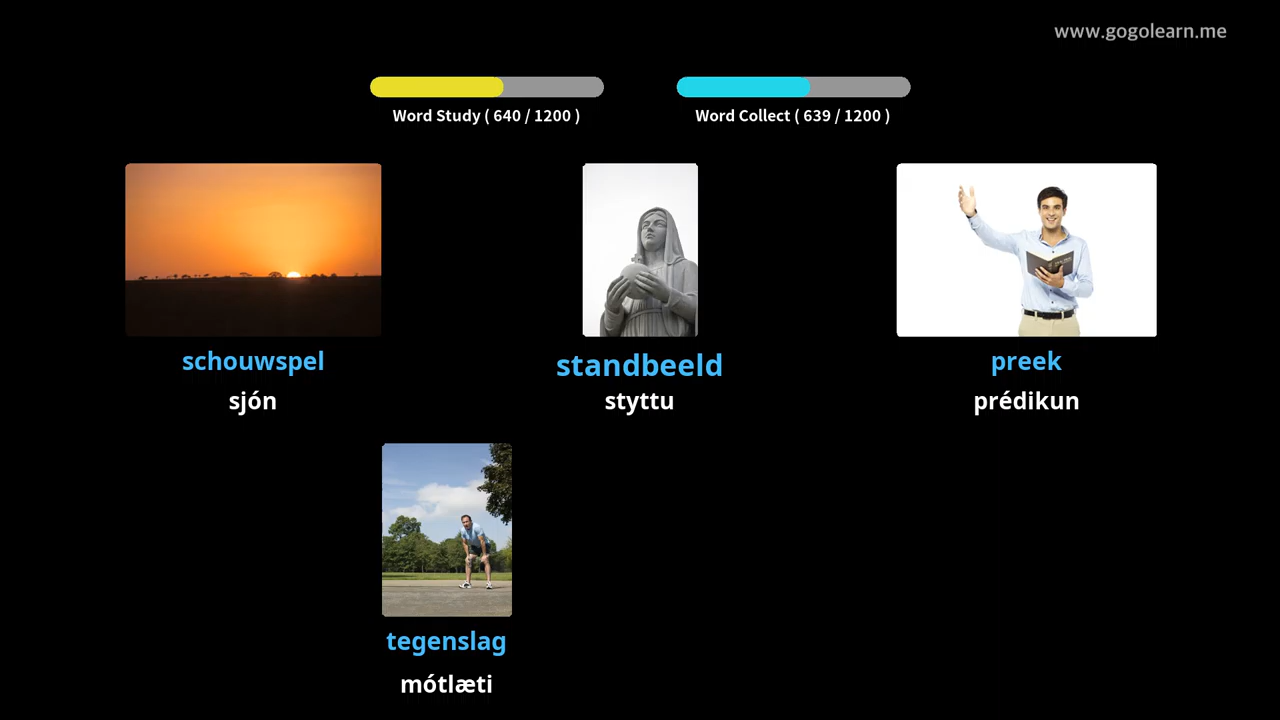 www.gogolearn.me
Word Study ( 640 / 1200 )
Word Collect ( 639 / 1200 )
schouwspel
sjón
standbeeld
styttu
preek
prédikun
tegenslag
mótlæti